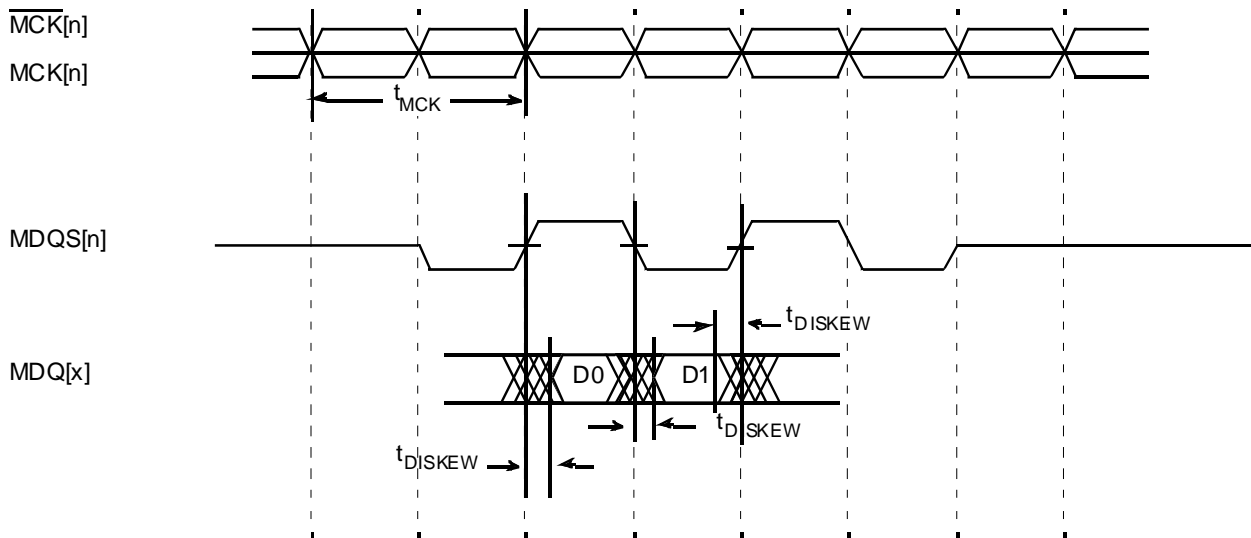 MCK[n]
MCK[n]
tMCK
MDQS[n]
tDISKEW
MDQ[x]
D0
D1
tDISKEW
tDISKEW